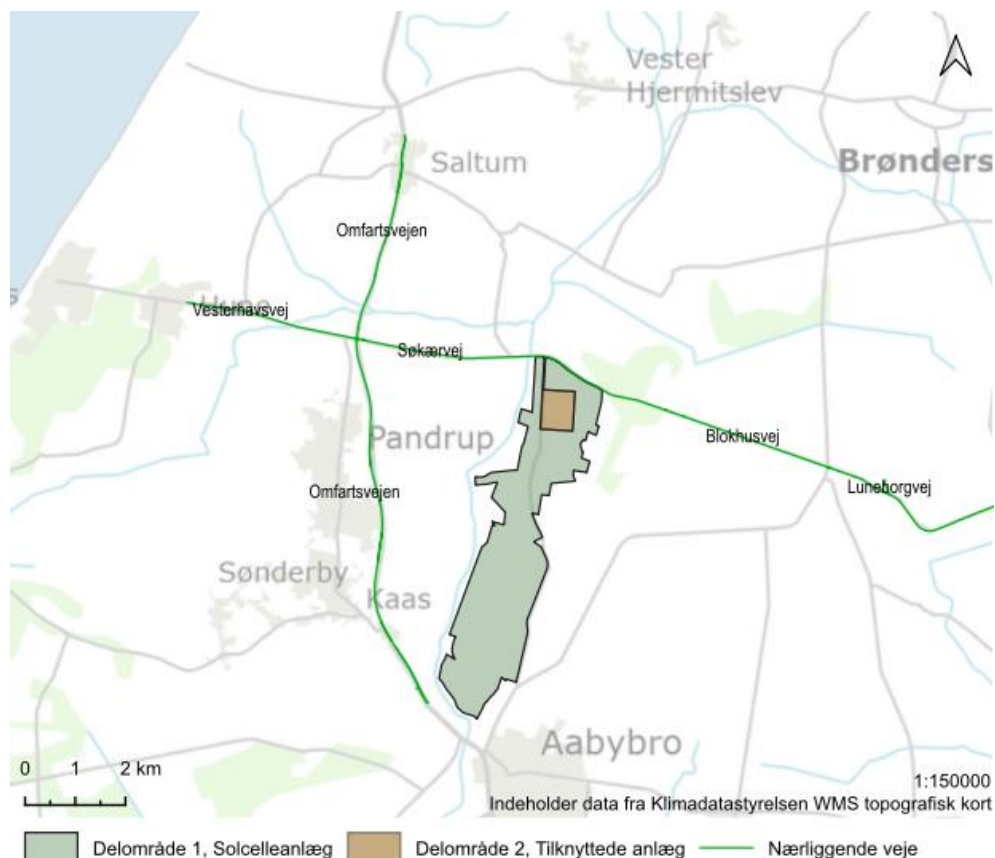 Vester
Hjermitslev
Saltum
Brønders
Omfartsvejen
s
Hune
Vesterhavsvej
Søkærvej
Pandrup
Blokhusvej
Omfartsvejen
Luneborgvej
Sønderby
Kaas
Aabybro
0 1 2 km
1:150000
Indeholder data fra Klimadatastyrelsen WMS topografisk kort
Delområde 1, Solcelleanlæg Delområde 2, Tilknyttede anlæg Nærliggende veje